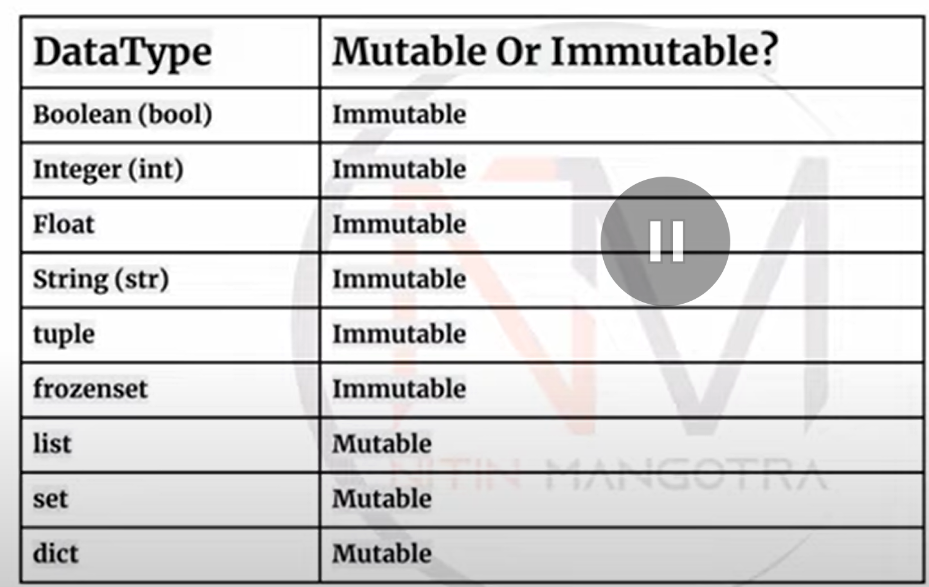 DataType Mutable Or Immutable?
Boolean (bool) Immutable
Integer (int) Immutable
Float Immutable
String (str) Immutable
tuple Immutable
frozenset Immutable
list Mutable
NITIN MANGOTRA
set Mutable
dict Mutable